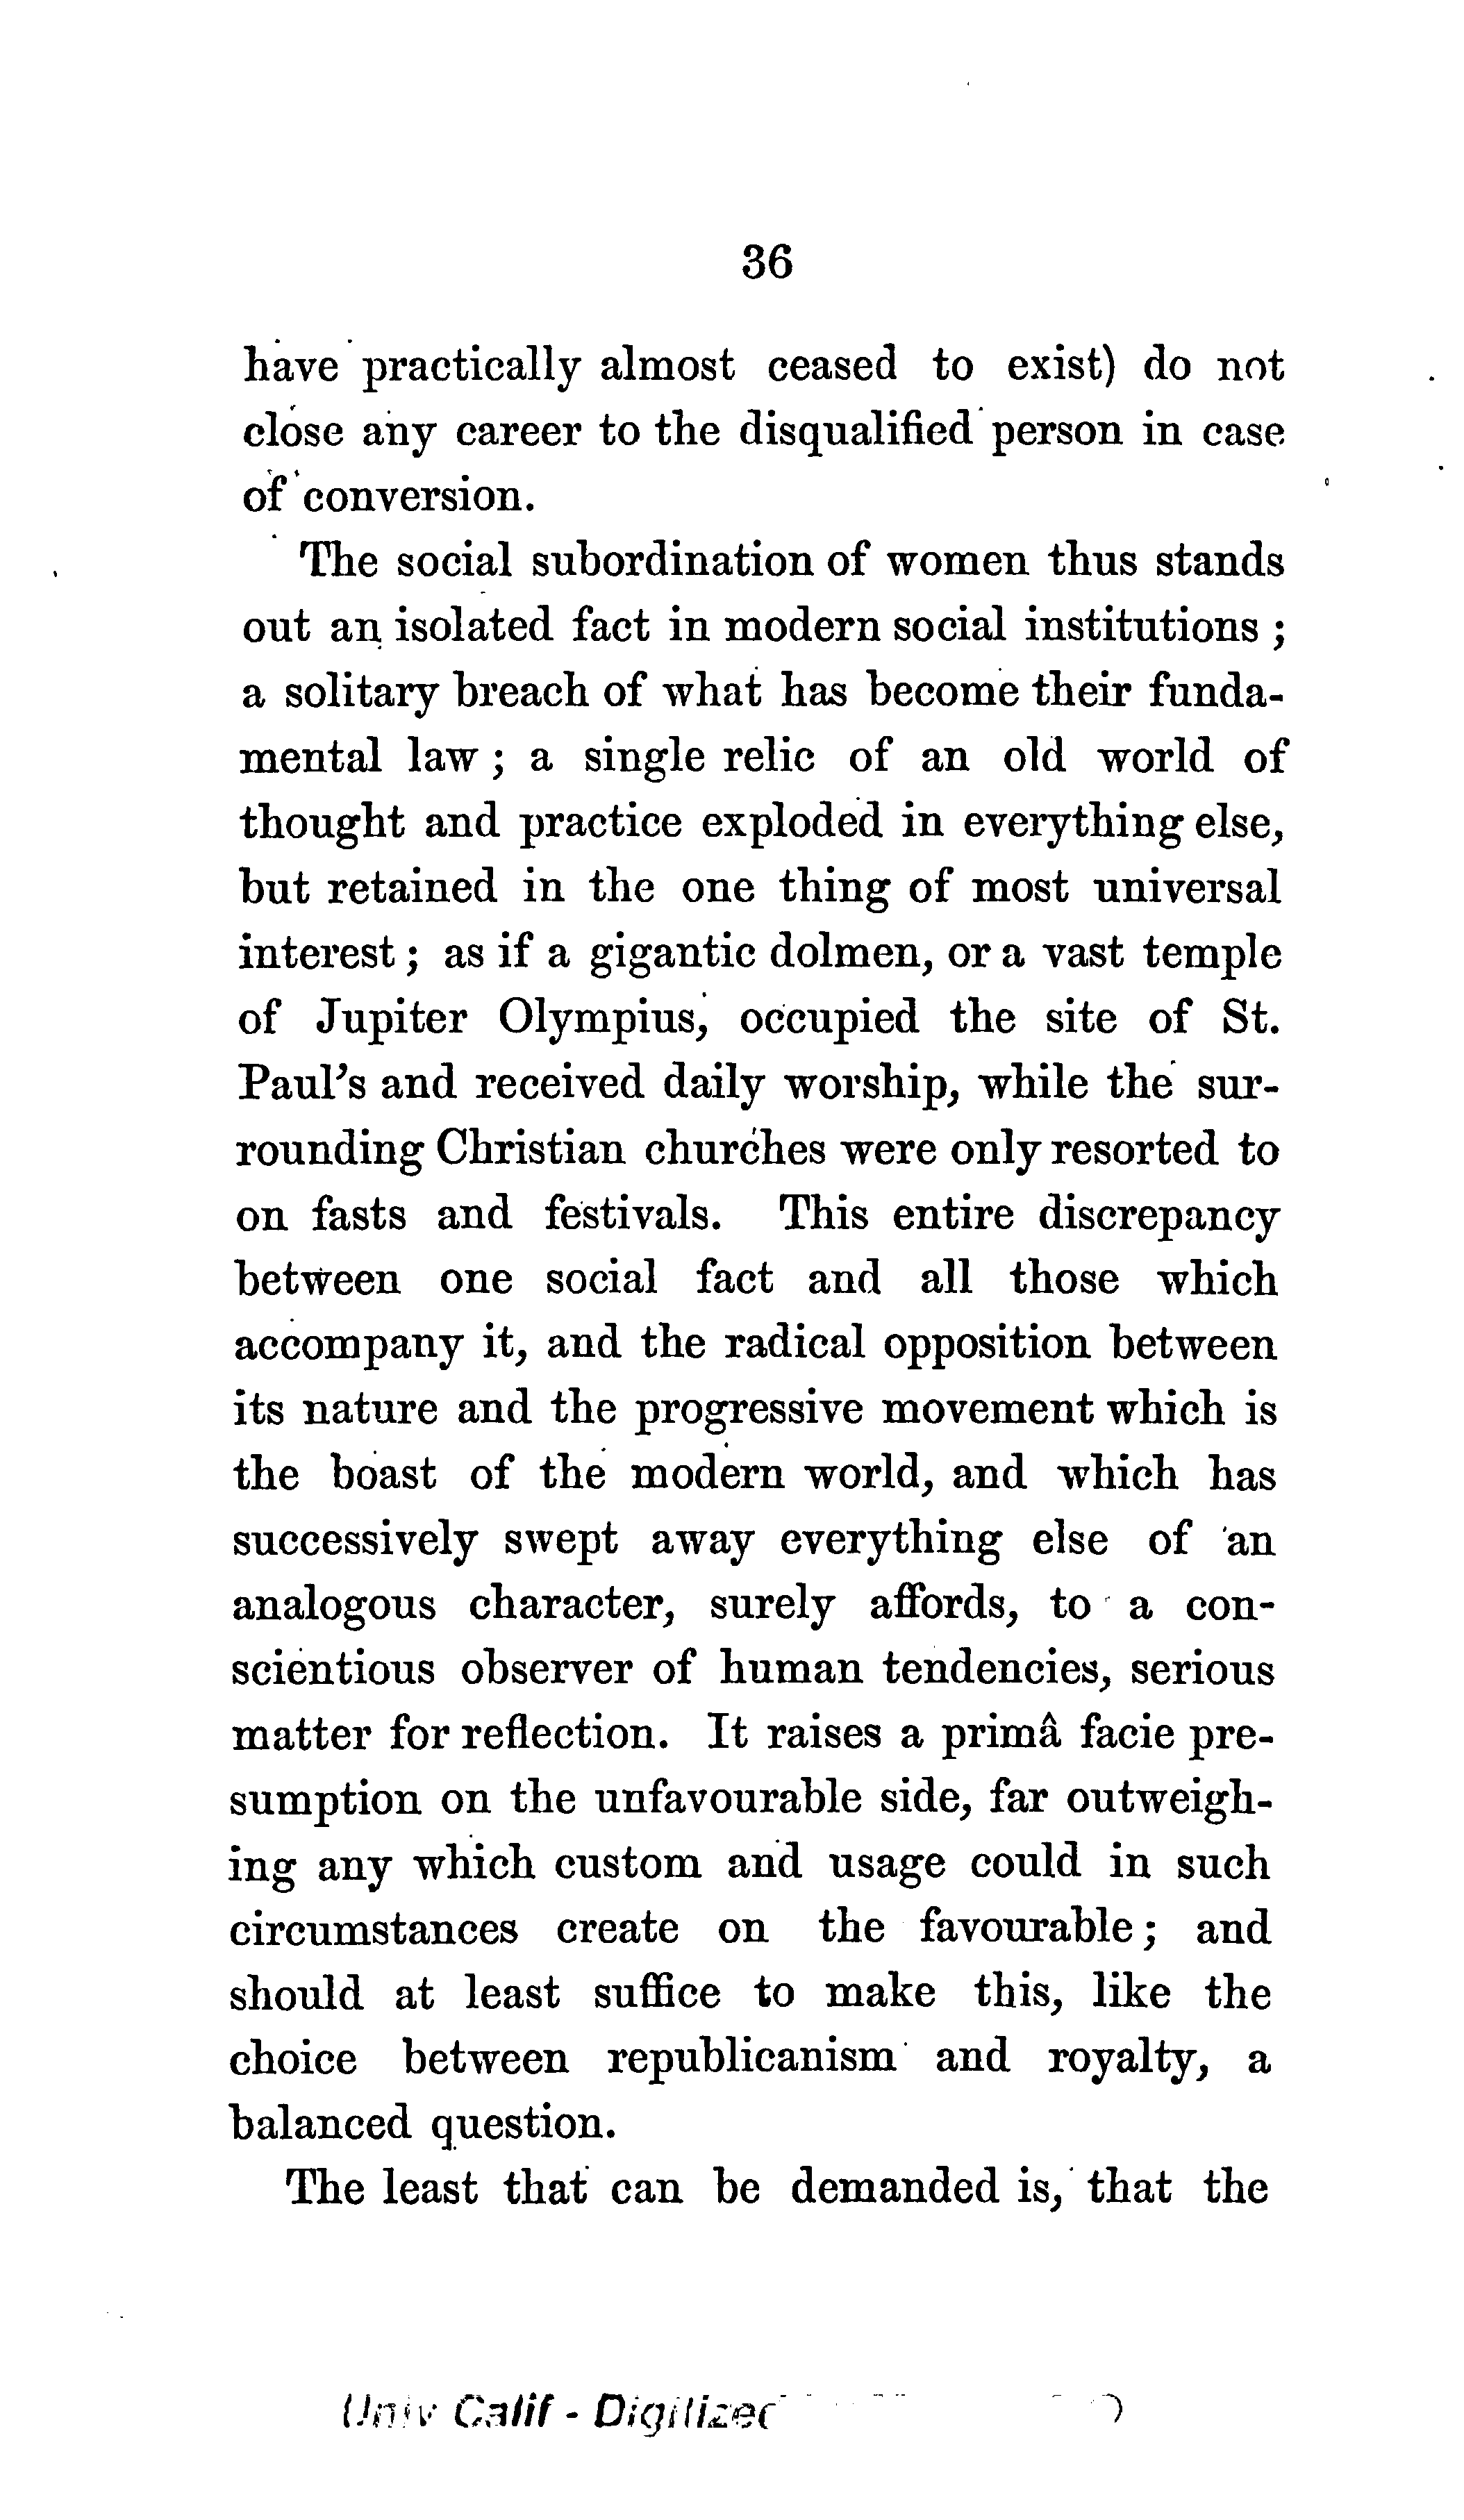 36
have practically almost ceased to exist) do not
close any career to the disqualified person in case
of conversion.
The social subordination of women thus stands
out an isolated fact in modern social institutions ;
a solitary breach of what has become their funda-
mental law ; a single relic of an old world of
thought and practice exploded in everything else,
but retained in the one thing of most universal
interest ; as if a gigantic dolmen, or a vast temple
of Jupiter Olympius, occupied the site of St.
Paul's and received daily worship, while the sur-
rounding Christian churches were only resorted to
on fasts and festivals. This entire discrepancy
between one social fact and all those which
accompany it, and the radical opposition between
its nature and the progressive movement which is
the boast of the modern world, and which has
successively swept away everything else of an
analogous character, surely affords, to a con-
scientious observer of human tendencies, serious
matter for reflection. It raises a primâ facie pre-
sumption on the unfavourable side, far outweigh-
ing any which custom and usage could in such
circumstances create on the favourable ; and
should at least suffice to make this, like the
choice between republicanism and royalty, a
balanced question.
The least that can be demanded is, that the
Univ Calif - Digitized